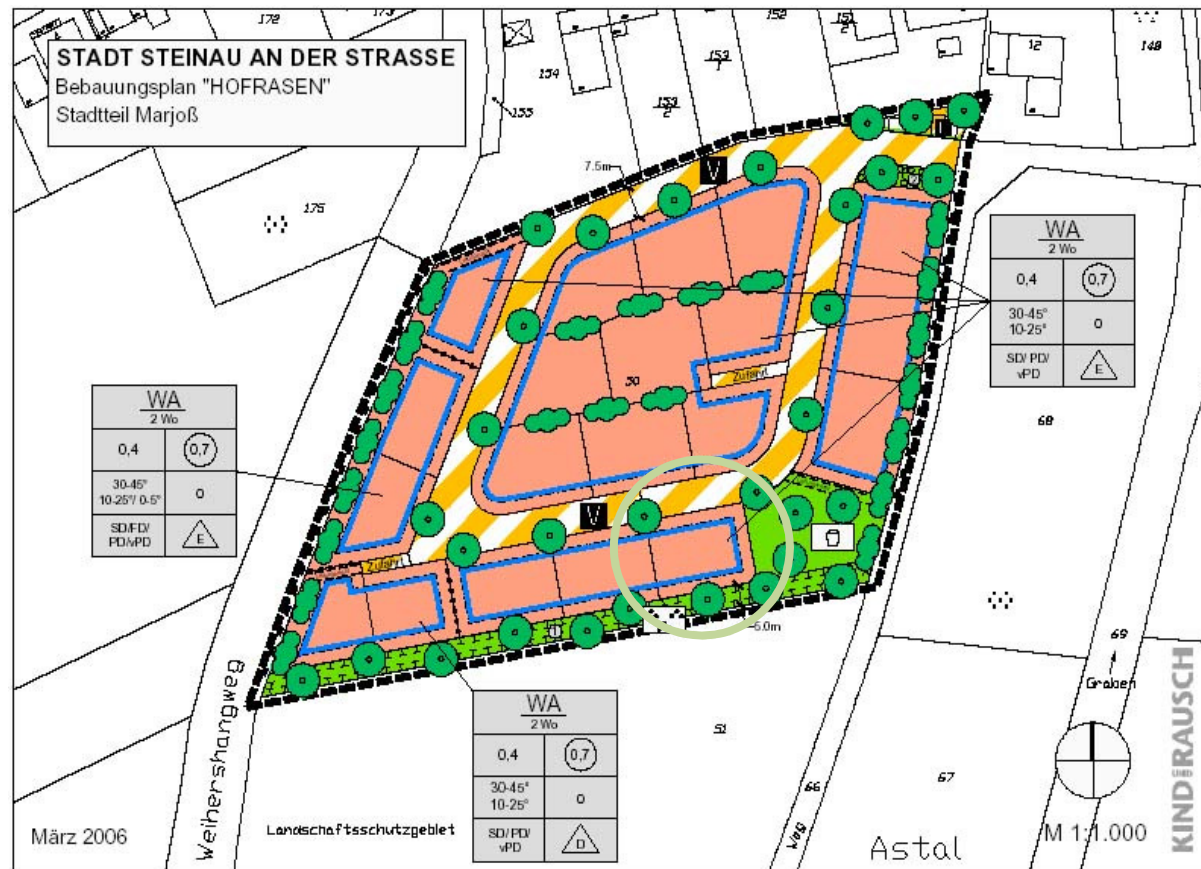 STADT STEINAU AN DER STRASSE
Bebauungsplan "HOFRASEN"
Stadtteil Marjoß
172
173
154
155
153
1
153
2
152
151
2
12
148
175
7.5m
V
WA
2 Wo
0,4
0,7
30-45°
10-25°
o
SD/ PD/
vPD
E
Zufahrt
30
68
WA
2 Wo
0,4
0,7
30-45°
10-25°/ 0-5°
o
SD/FD/
PD/vPD
E
V
Zufahrt
5.0m
1
69
Graben
WA
2 Wo
0,4
0,7
30-45°
10-25°
o
SD/ PD/
vPD
D
51
66
67
Weihershangweg
Landschaftsschutzgebiet
Weg
Astal
März 2006
M 1:1.000
KIND RAUSCH